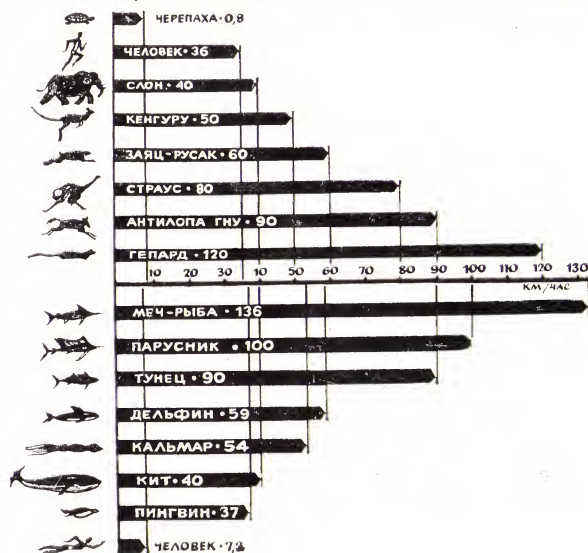 ЧЕРЕПАХА • 0,8
ЧЕЛОВЕК • 36
СЛОН • 40
КЕНГУРУ • 50
ЗАЯЦ-РУСАК • 60
СТРАУС • 80
АНТИЛОПА ГНУ • 90
ГЕПАРД • 120
10 20 30 40 50 60 70 80 90 100 110 120 130
КМ/ЧАС
МЕЧ-РЫБА • 136
ПАРУСНИК • 100
ТУНЕЦ • 90
ДЕЛЬФИН • 59
КАЛЬМАР • 54
КИТ • 40
ПИНГВИН • 37
ЧЕЛОВЕК • 7,2